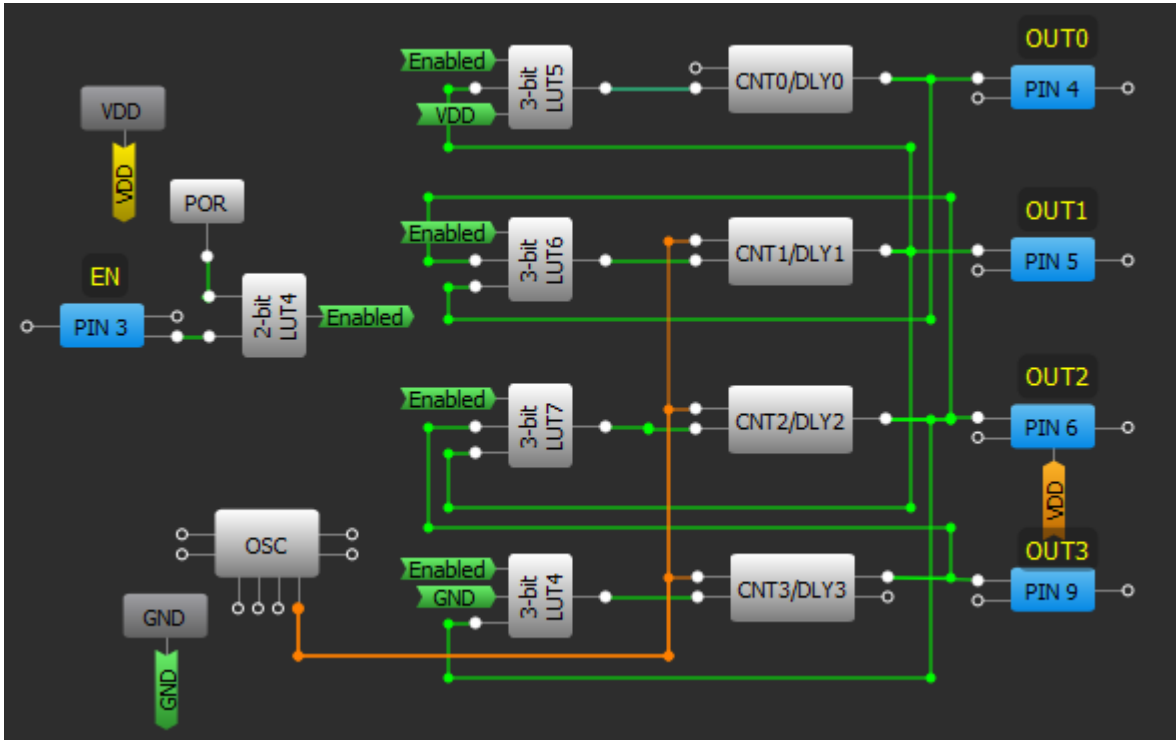 OUT0
Enabled
3-bit
LUT5
CNT0/DLY0
PIN 4
VDD
VDD
VDD
POR
OUT1
Enabled
3-bit
LUT6
CNT1/DLY1
PIN 5
EN
PIN 3
2-bit
LUT4
Enabled
OUT2
Enabled
3-bit
LUT7
CNT2/DLY2
PIN 6
VDD
OSC
OUT3
Enabled
GND
3-bit
LUT4
CNT3/DLY3
PIN 9
GND
GND